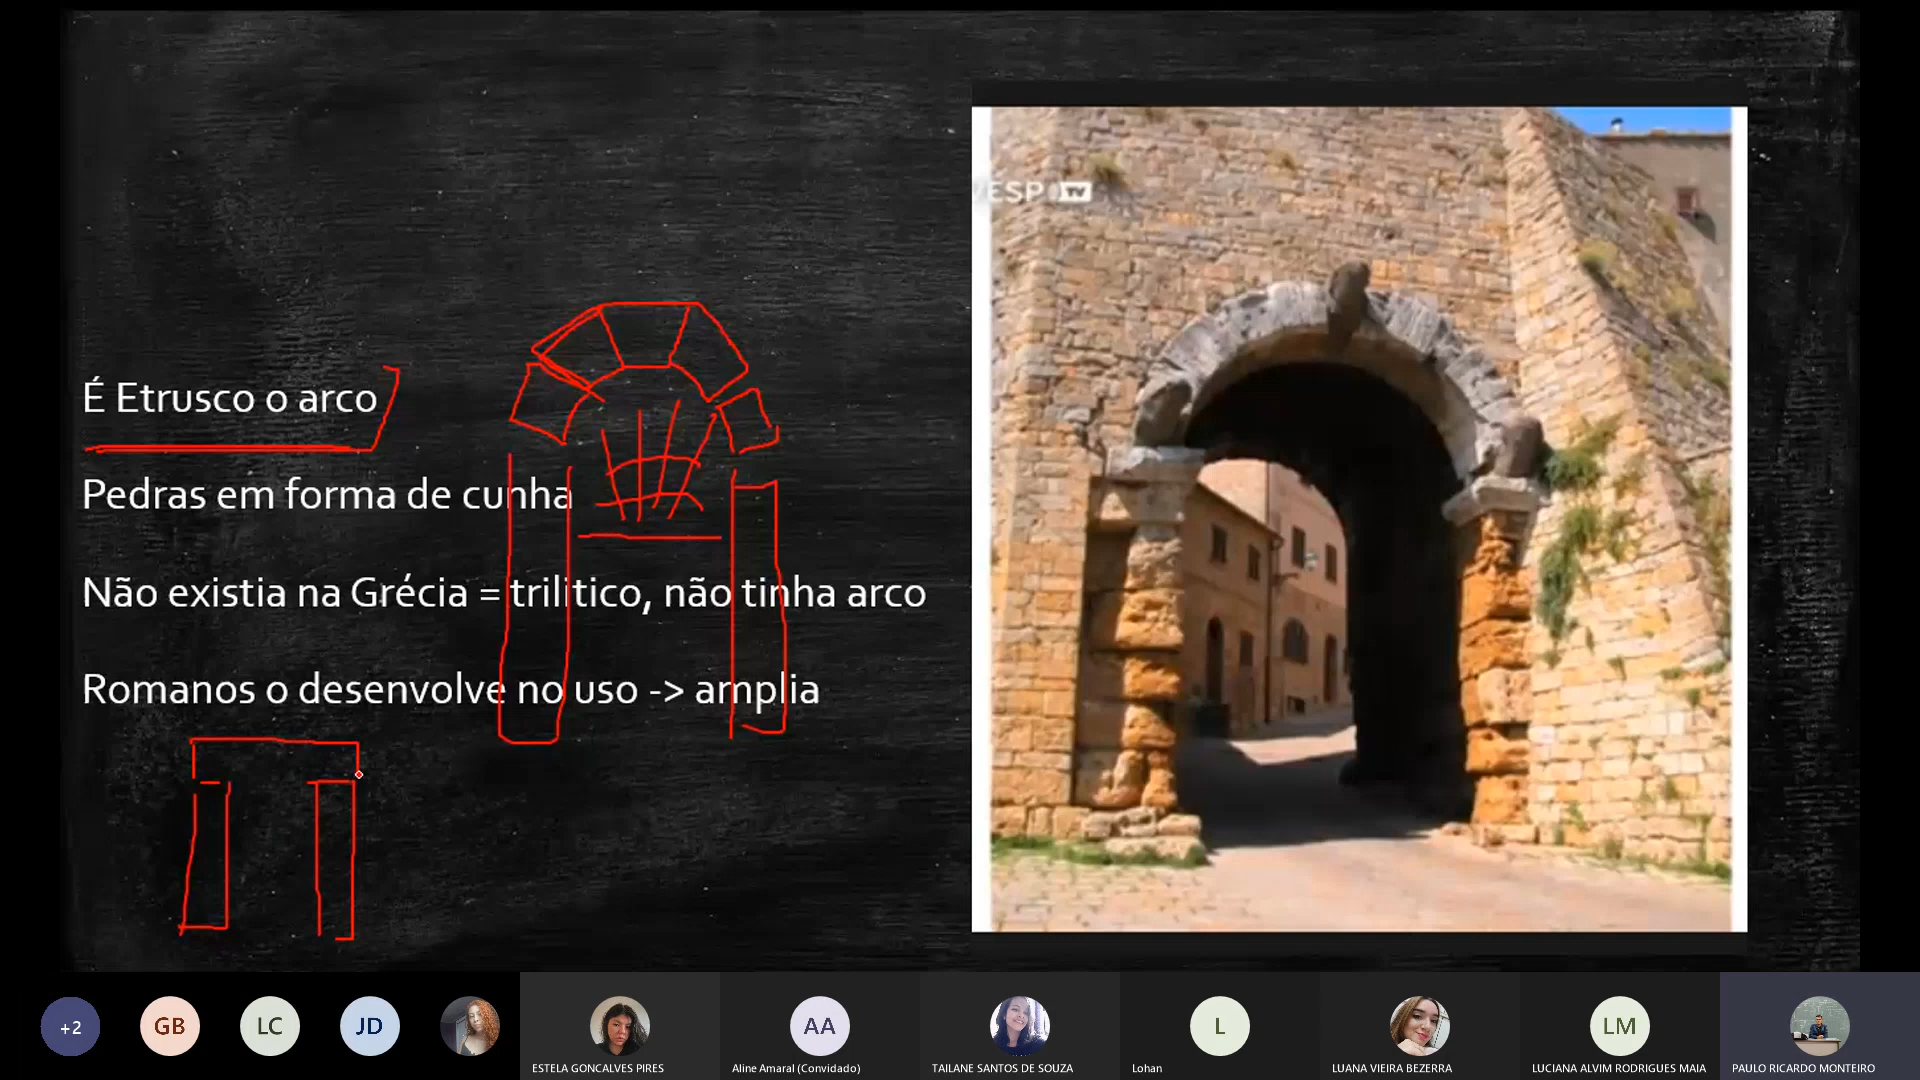 É Etrusco o arco
Pedras em forma de cunha
Não existia na Grécia = trilitico, não tinha arco
Romanos o desenvolve no uso -> amplia
VESP TV
+2
GB
LC
JD
AA
L
LM
ESTELA GONCALVES PIRES
Aline Amaral (Convidado)
TAILANE SANTOS DE SOUZA
Lohan
LUANA VIEIRA BEZERRA
LUCIANA ALVIM RODRIGUES MAIA
PAULO RICARDO MONTEIRO